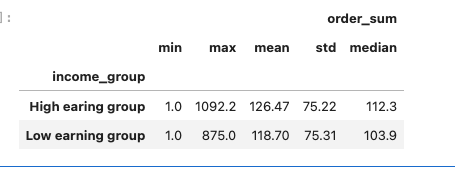 ]:
order_sum
min max mean std median
income_group
High earing group 1.0 1092.2 126.47 75.22 112.3
Low earning group 1.0 875.0 118.70 75.31 103.9